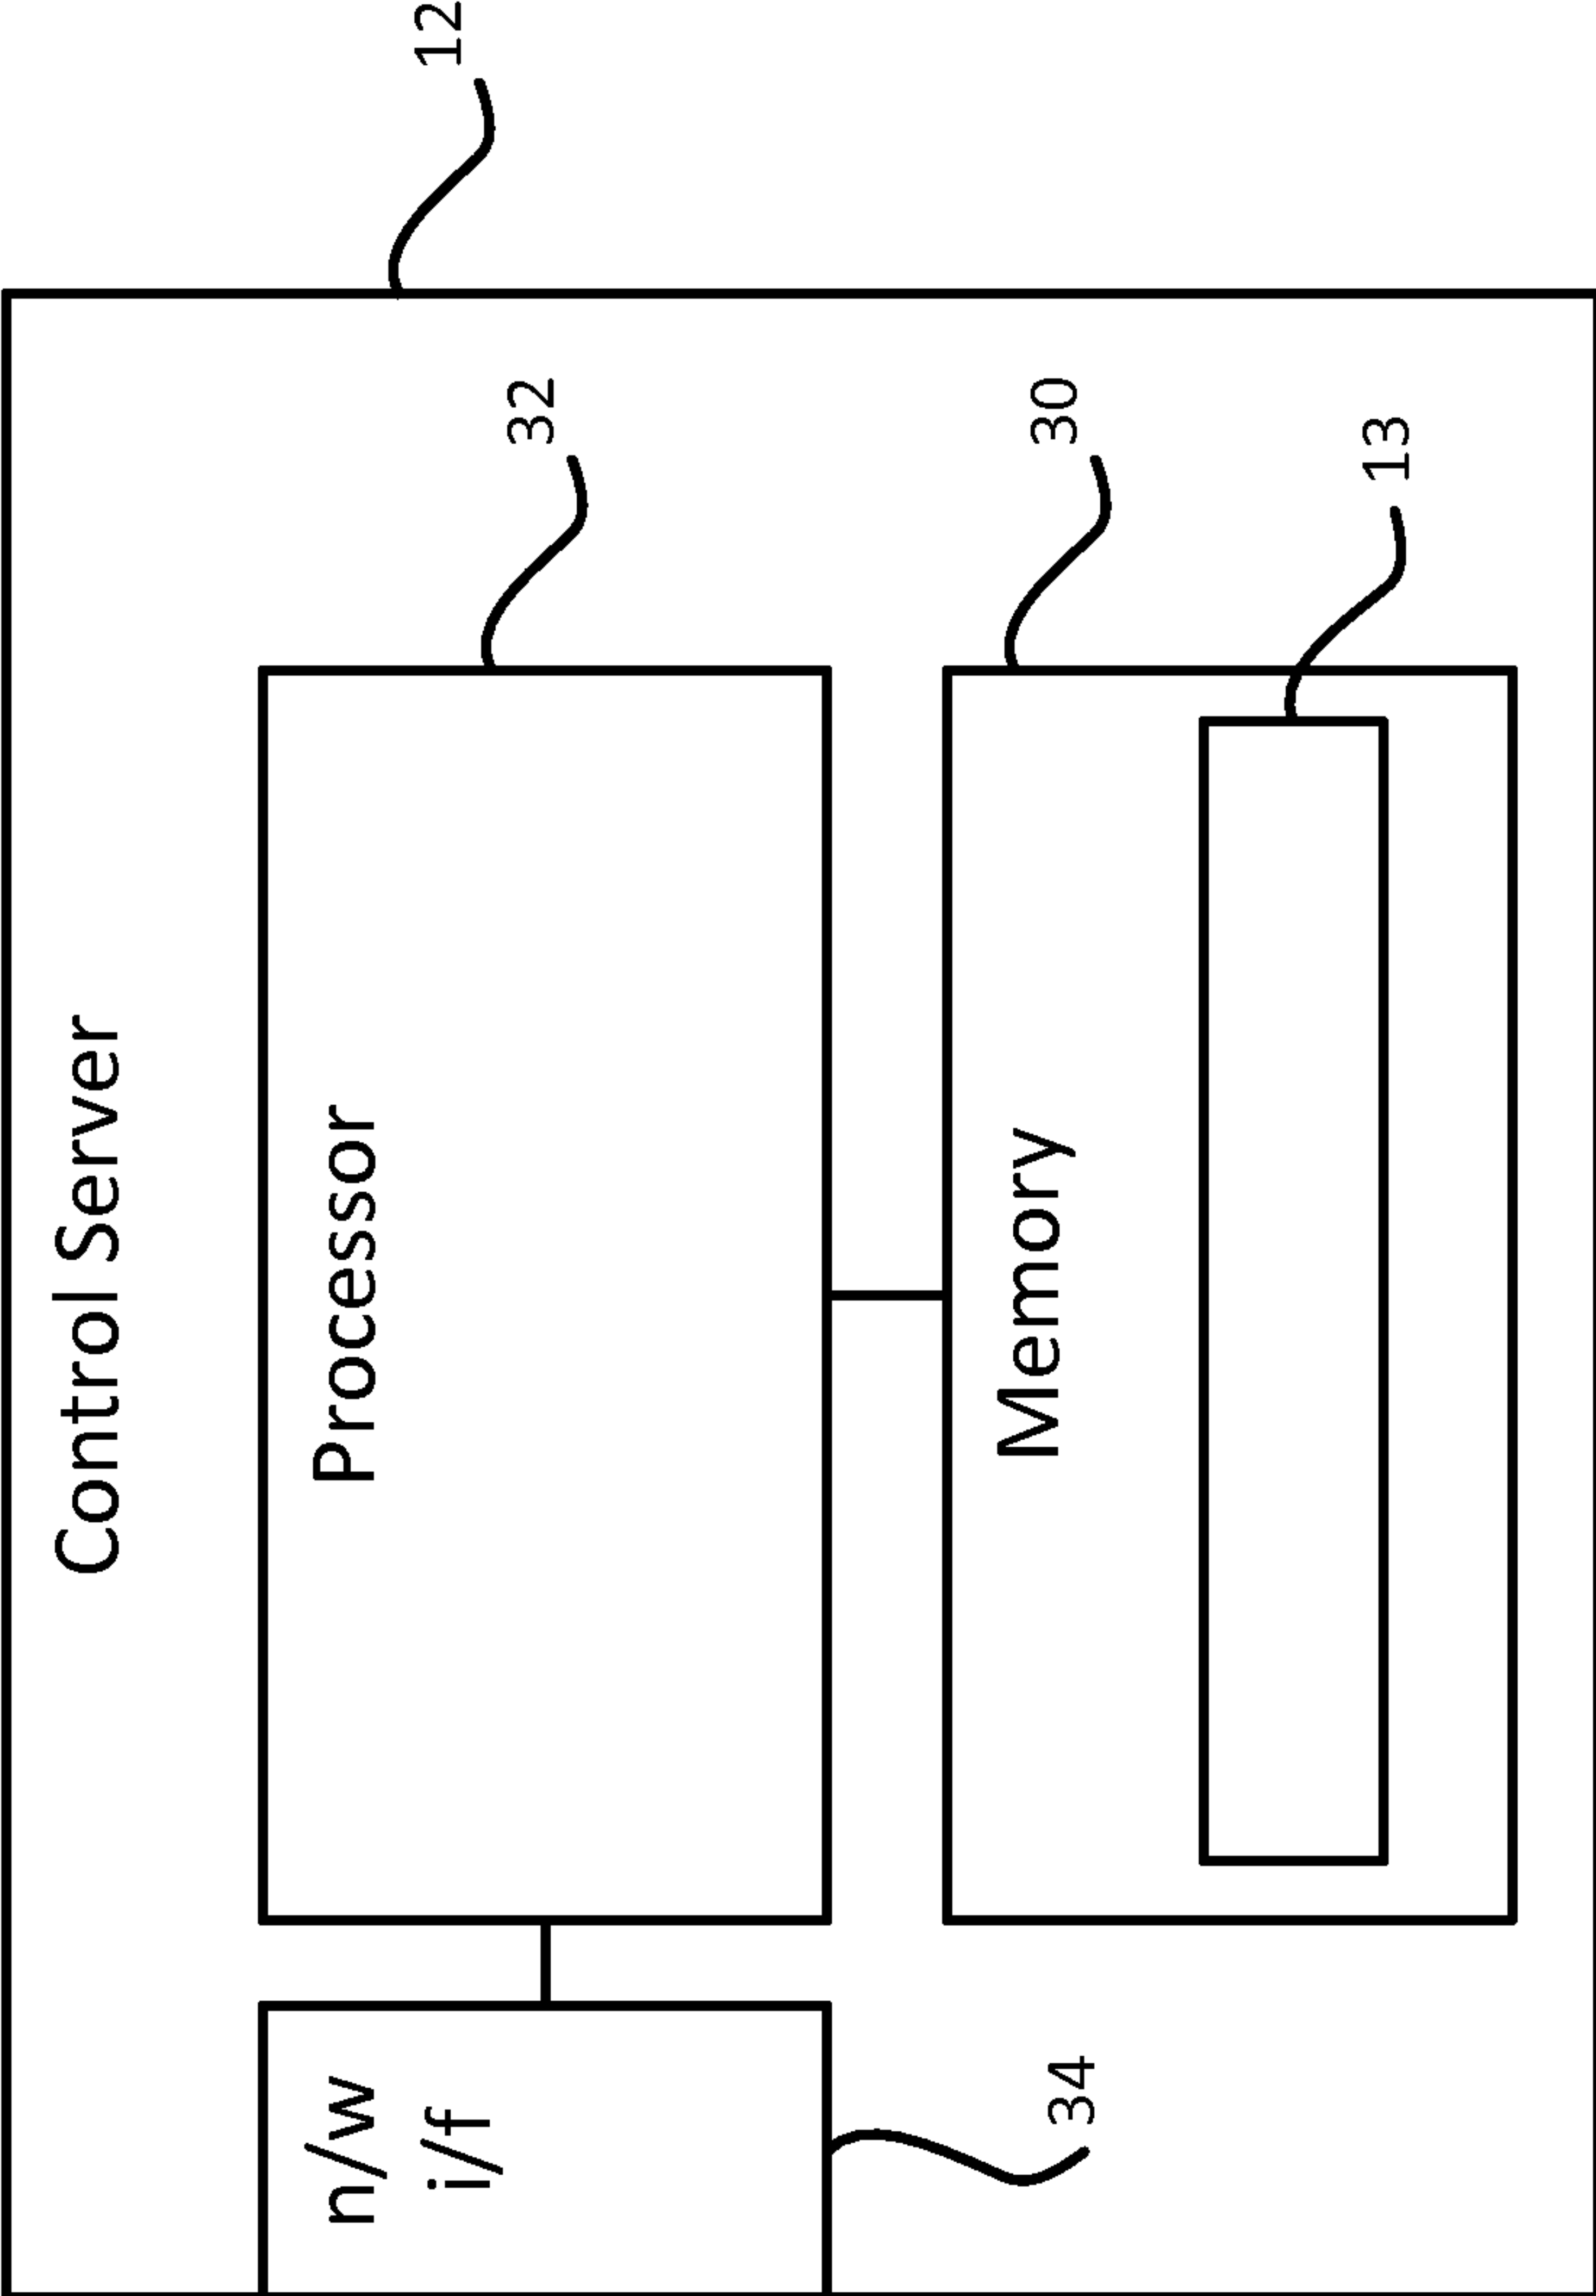 Control Server
12
n/w
i/f
Processor
32
Memory
30
13
34